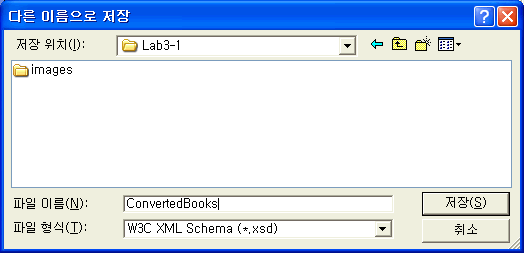 다른 이름으로 저장
저장 위치(I): Lab3-1
images
파일 이름(N): ConvertedBooks 저장(S)
파일 형식(T): W3C XML Schema (*.xsd) 취소